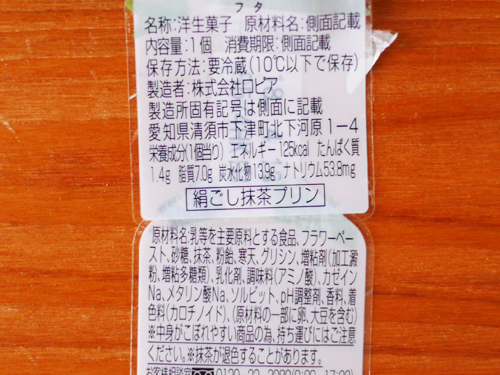 フタ
名称:洋生菓子 原材料名:側面記載
内容量:1個 消費期限:側面記載
保存方法:要冷蔵(10℃以下で保存)
製造者:株式会社ロピア
製造所固有記号は側面に記載
愛知県清須市下津町北下河原1-4
栄養成分(1個当り)エネルギー125kcal たんぱく質
1.4g 脂質7.0g 炭水化物13.9g ナトリウム53.8mg
絹ごし抹茶プリン
原材料名:乳等を主要原料とする食品、フラワーペー
スト、砂糖、抹茶、粉飴、寒天、グリシン、増粘剤(加工澱
粉、増粘多糖類)、乳化剤、調味料(アミノ酸)、カゼイン
Na、メタリン酸Na、ソルビット、pH調整剤、香料、着
色料(カロチノイド)、(原材料の一部に卵、大豆を含む)
※中身がこぼれやすい商品の為、持ち運びにはご注意
ください。※抹茶が退色することがあります。
お客様相談室